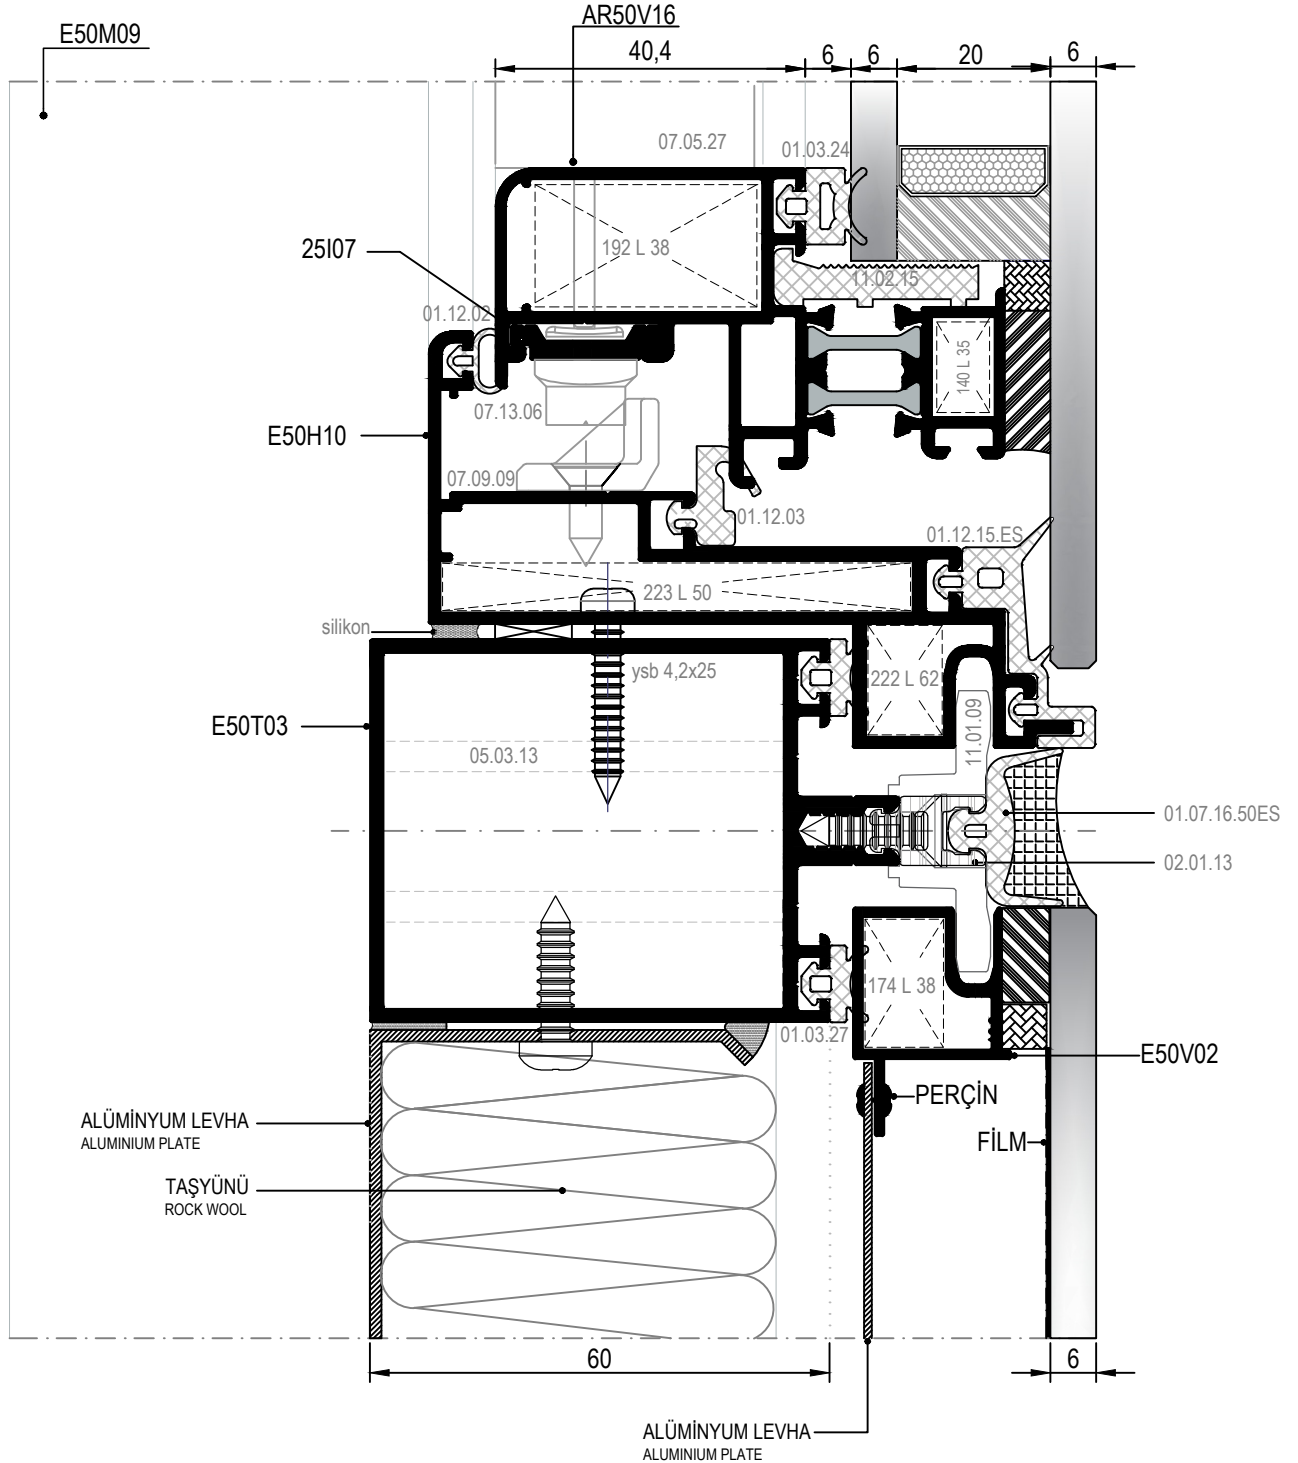 AR50V16
E50M09
40,4
6
6
20
6
07.05.27
01.03.24
192 L 38
25I07
11.02.15
01.12.02
140 L 35
07.13.06
E50H10
07.09.09
01.12.03
01.12.15.ES
223 L 50
silikon
ysb 4,2x25
222 L 62
E50T03
11.01.09
05.03.13
01.07.16.50ES
02.01.13
174 L 38
01.03.27
E50V02
PERÇİN
ALÜMİNYUM LEVHA
ALUMINIUM PLATE
FİLM
TAŞYÜNÜ
ROCK WOOL
60
6
ALÜMİNYUM LEVHA
ALUMINIUM PLATE